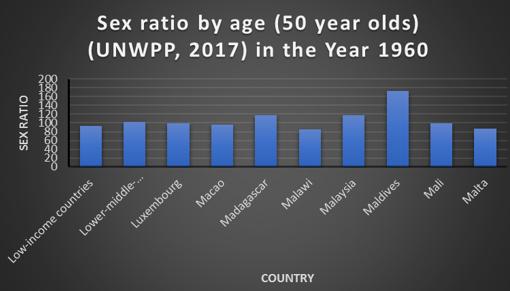 Sex ratio by age (50 year olds)
(UNWPP, 2017) in the Year 1960
SEX RATIO
200
180
160
140
120
100
80
60
40
20
0
Low-income countries
Lower-middle-...
Luxembourg
Macao
Madagascar
Malawi
Malaysia
Maldives
Mali
Malta
COUNTRY